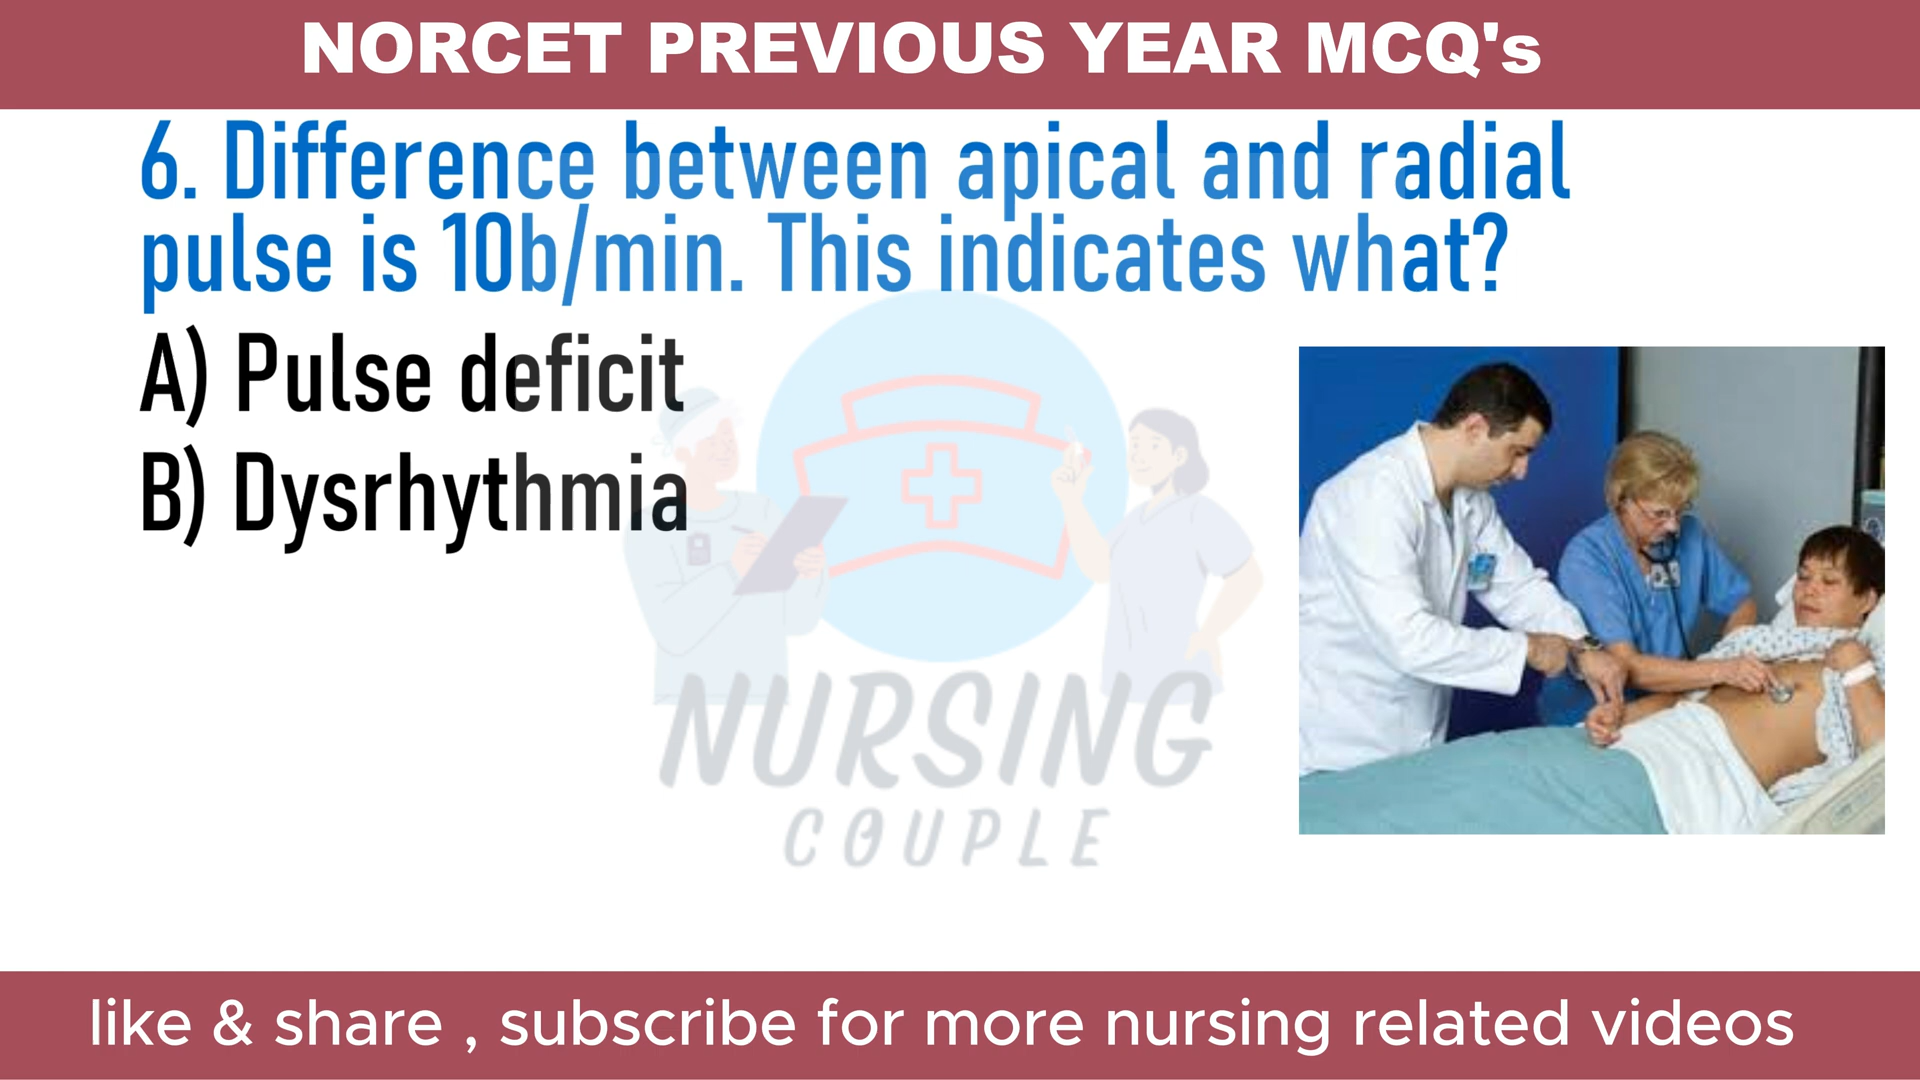 NORCET PREVIOUS YEAR MCQ's
6. Difference between apical and radial
pulse is 10b/min. This indicates what?
A) Pulse deficit
B) Dysrhythmia
NURSING
COUPLE
like & share , subscribe for more nursing related videos